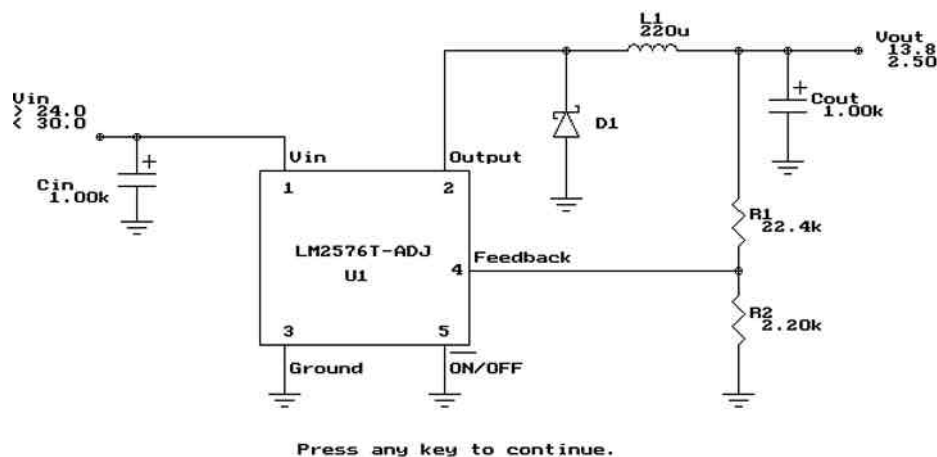 L1
220u
Vout
13.8
2.50
Vin
> 24.0
< 30.0
Cout
1.00k
D1
Vin
Output
Cin
1.00k
1
2
R1
22.4k
LM2576T-ADJ
U1
Feedback
4
R2
2.20k
3
5
Ground
ON/OFF
Press any key to continue.